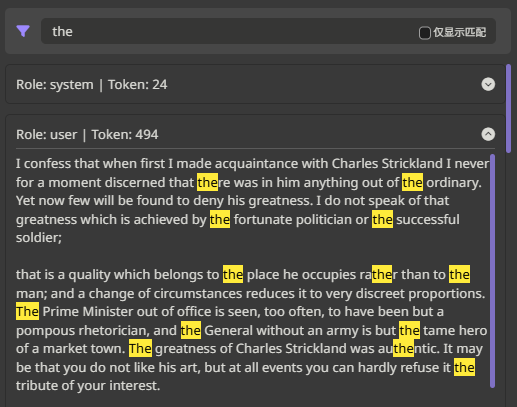 the
仅显示匹配
Role: system | Token: 24
Role: user | Token: 494
I confess that when first I made acquaintance with Charles Strickland I never
for a moment discerned that there was in him anything out of the ordinary.
Yet now few will be found to deny his greatness. I do not speak of that
greatness which is achieved by the fortunate politician or the successful
soldier;
that is a quality which belongs to the place he occupies rather than to the
man; and a change of circumstances reduces it to very discreet proportions.
The Prime Minister out of office is seen, too often, to have been but a
pompous rhetorician, and the General without an army is but the tame hero
of a market town. The greatness of Charles Strickland was authentic. It may
be that you do not like his art, but at all events you can hardly refuse it the
tribute of your interest.